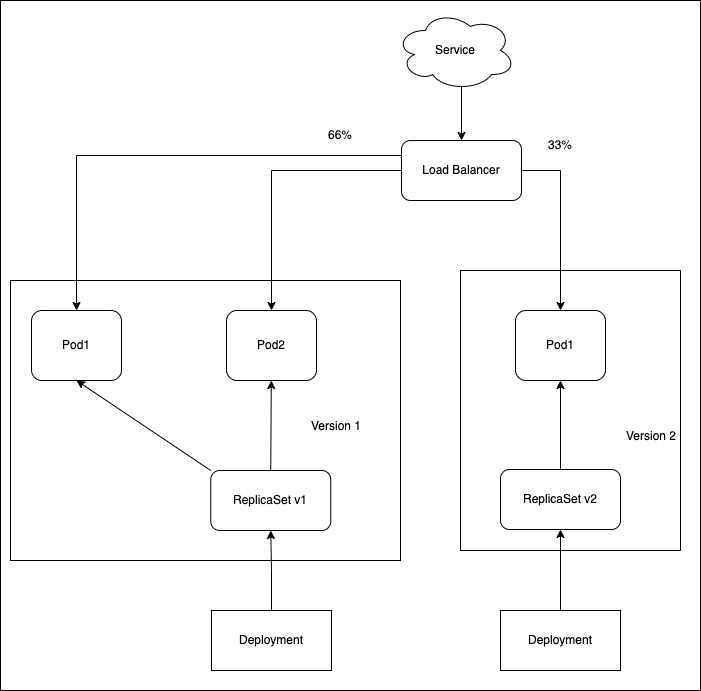 Service
66%
33%
Load Balancer
Pod1
Pod2
Pod1
Version 1
Version 2
ReplicaSet v1
ReplicaSet v2
Deployment
Deployment